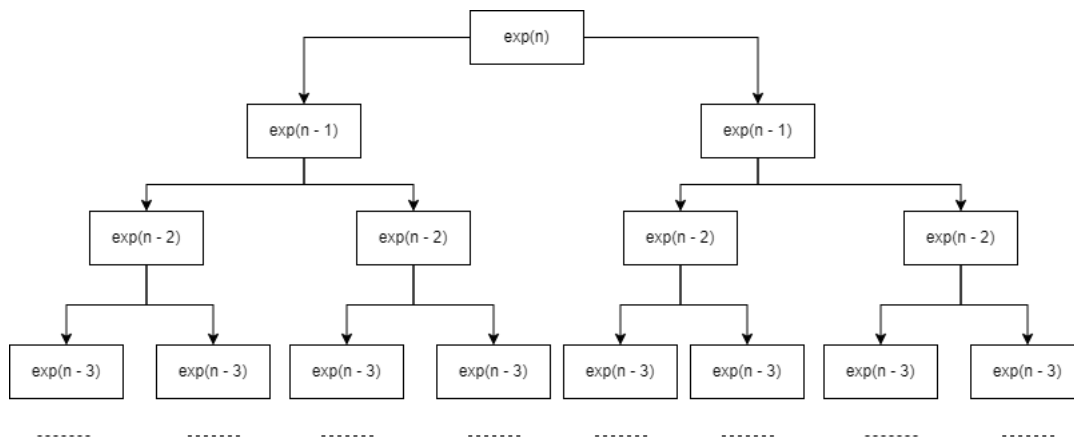 exp(n)
exp(n - 1) exp(n - 1)
exp(n - 2) exp(n - 2) exp(n - 2) exp(n - 2)
exp(n - 3) exp(n - 3) exp(n - 3) exp(n - 3) exp(n - 3) exp(n - 3) exp(n - 3) exp(n - 3)
------- ------- ------- ------- ------- ------- ------- -------